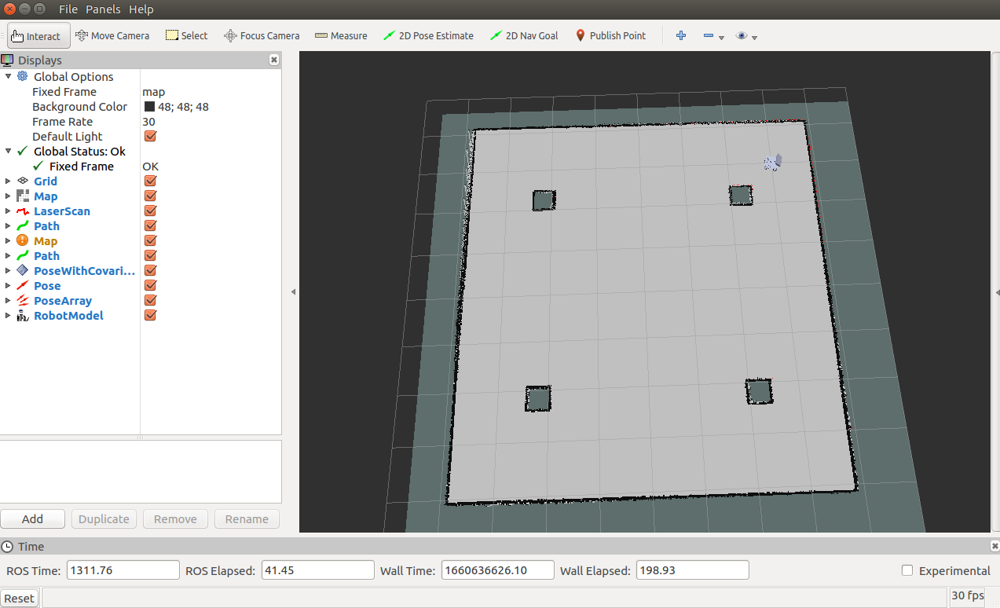 File Panels Help
Interact Move Camera Select Focus Camera Measure 2D Pose Estimate 2D Nav Goal Publish Point
Displays
Global Options
Fixed Frame map
Background Color 48; 48; 48
Frame Rate 30
Default Light
Global Status: Ok
Fixed Frame OK
Grid
Map
LaserScan
Path
Map
Path
PoseWithCovari...
Pose
PoseArray
RobotModel
Add Duplicate Remove Rename
Time
ROS Time: 1311.76 ROS Elapsed: 41.45 Wall Time: 1660636626.10 Wall Elapsed: 198.93 Experimental
Reset 30 fps